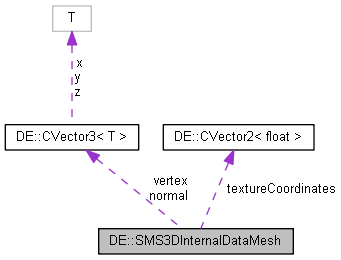 T
x
y
z
DE::CVector3< T >
DE::CVector2< float >
vertex
normal
textureCoordinates
DE::SMS3DInternalDataMesh